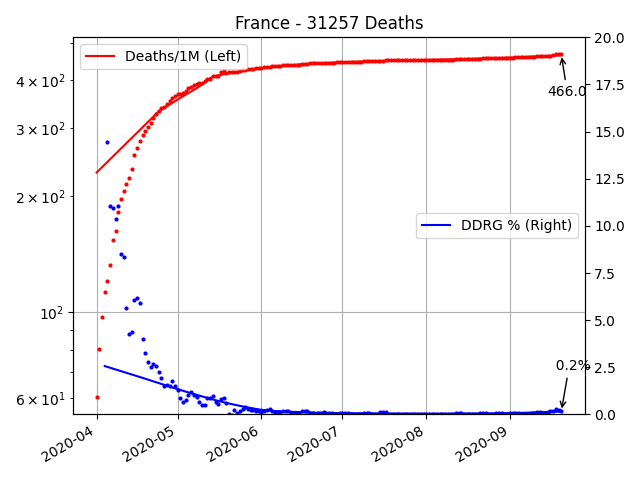 France - 31257 Deaths
Deaths/1M (Left)
DDRG % (Right)
466.0
0.2%
4 × 10²
3 × 10²
2 × 10²
10²
6 × 10¹
20.0
17.5
15.0
12.5
10.0
7.5
5.0
2.5
0.0
2020-04
2020-05
2020-06
2020-07
2020-08
2020-09